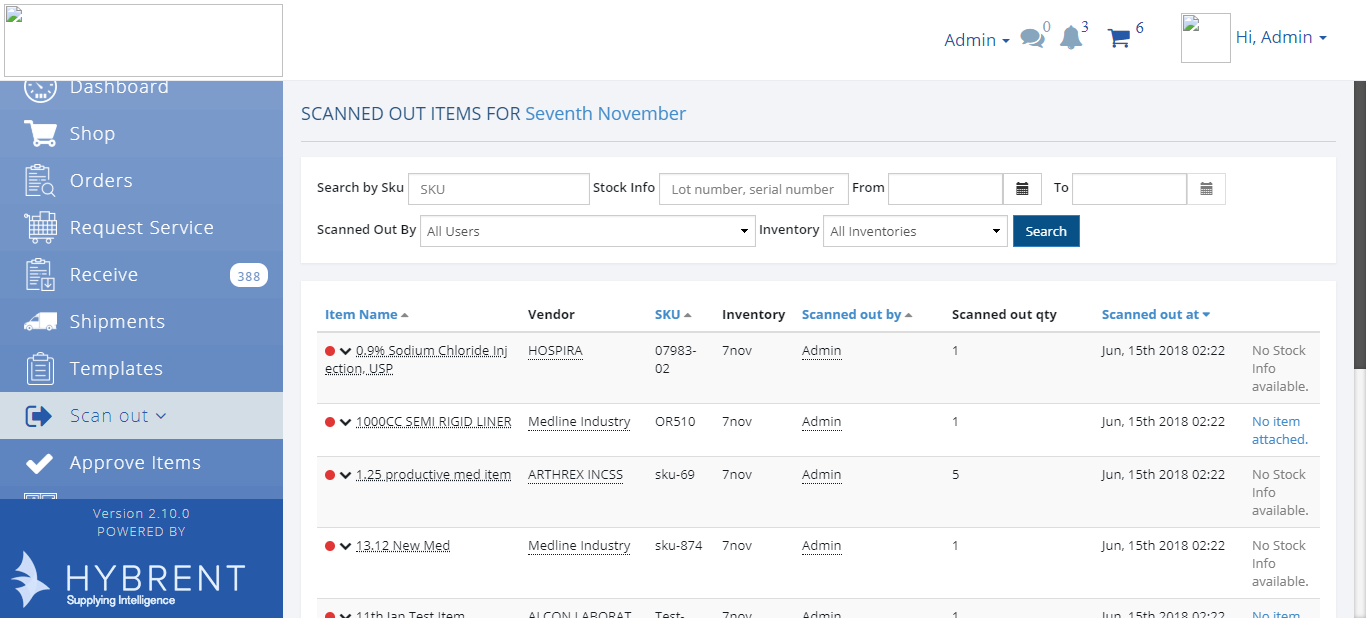 Admin 0 3 6 Hi, Admin
Dashboard
Shop
Orders
Request Service
Receive 388
Shipments
Templates
Scan out
Approve Items
Version 2.10.0
POWERED BY
HYBRENT
Supplying Intelligence
SCANNED OUT ITEMS FOR Seventh November
Search by Sku SKU Stock Info Lot number, serial number From To
Scanned Out By All Users Inventory All Inventories Search
Item Name Vendor SKU Inventory Scanned out by Scanned out qty Scanned out at
0.9% Sodium Chloride Inj HOSPIRA 07983- 7nov Admin 1 Jun, 15th 2018 02:22 No Stock
ection, USP 02 Info
available.
1000CC SEMI RIGID LINER Medline Industry OR510 7nov Admin 1 Jun, 15th 2018 02:22 No item
attached.
1.25 productive med item ARTHREX INCSS sku-69 7nov Admin 5 Jun, 15th 2018 02:22 No Stock
Info
available.
13.12 New Med Medline Industry sku-874 7nov Admin 1 Jun, 15th 2018 02:22 No Stock
Info
available.
11th Jan Test Item ALCON LABORAT Test- 7nov Admin 1 Jun, 15th 2018 02:22 No item